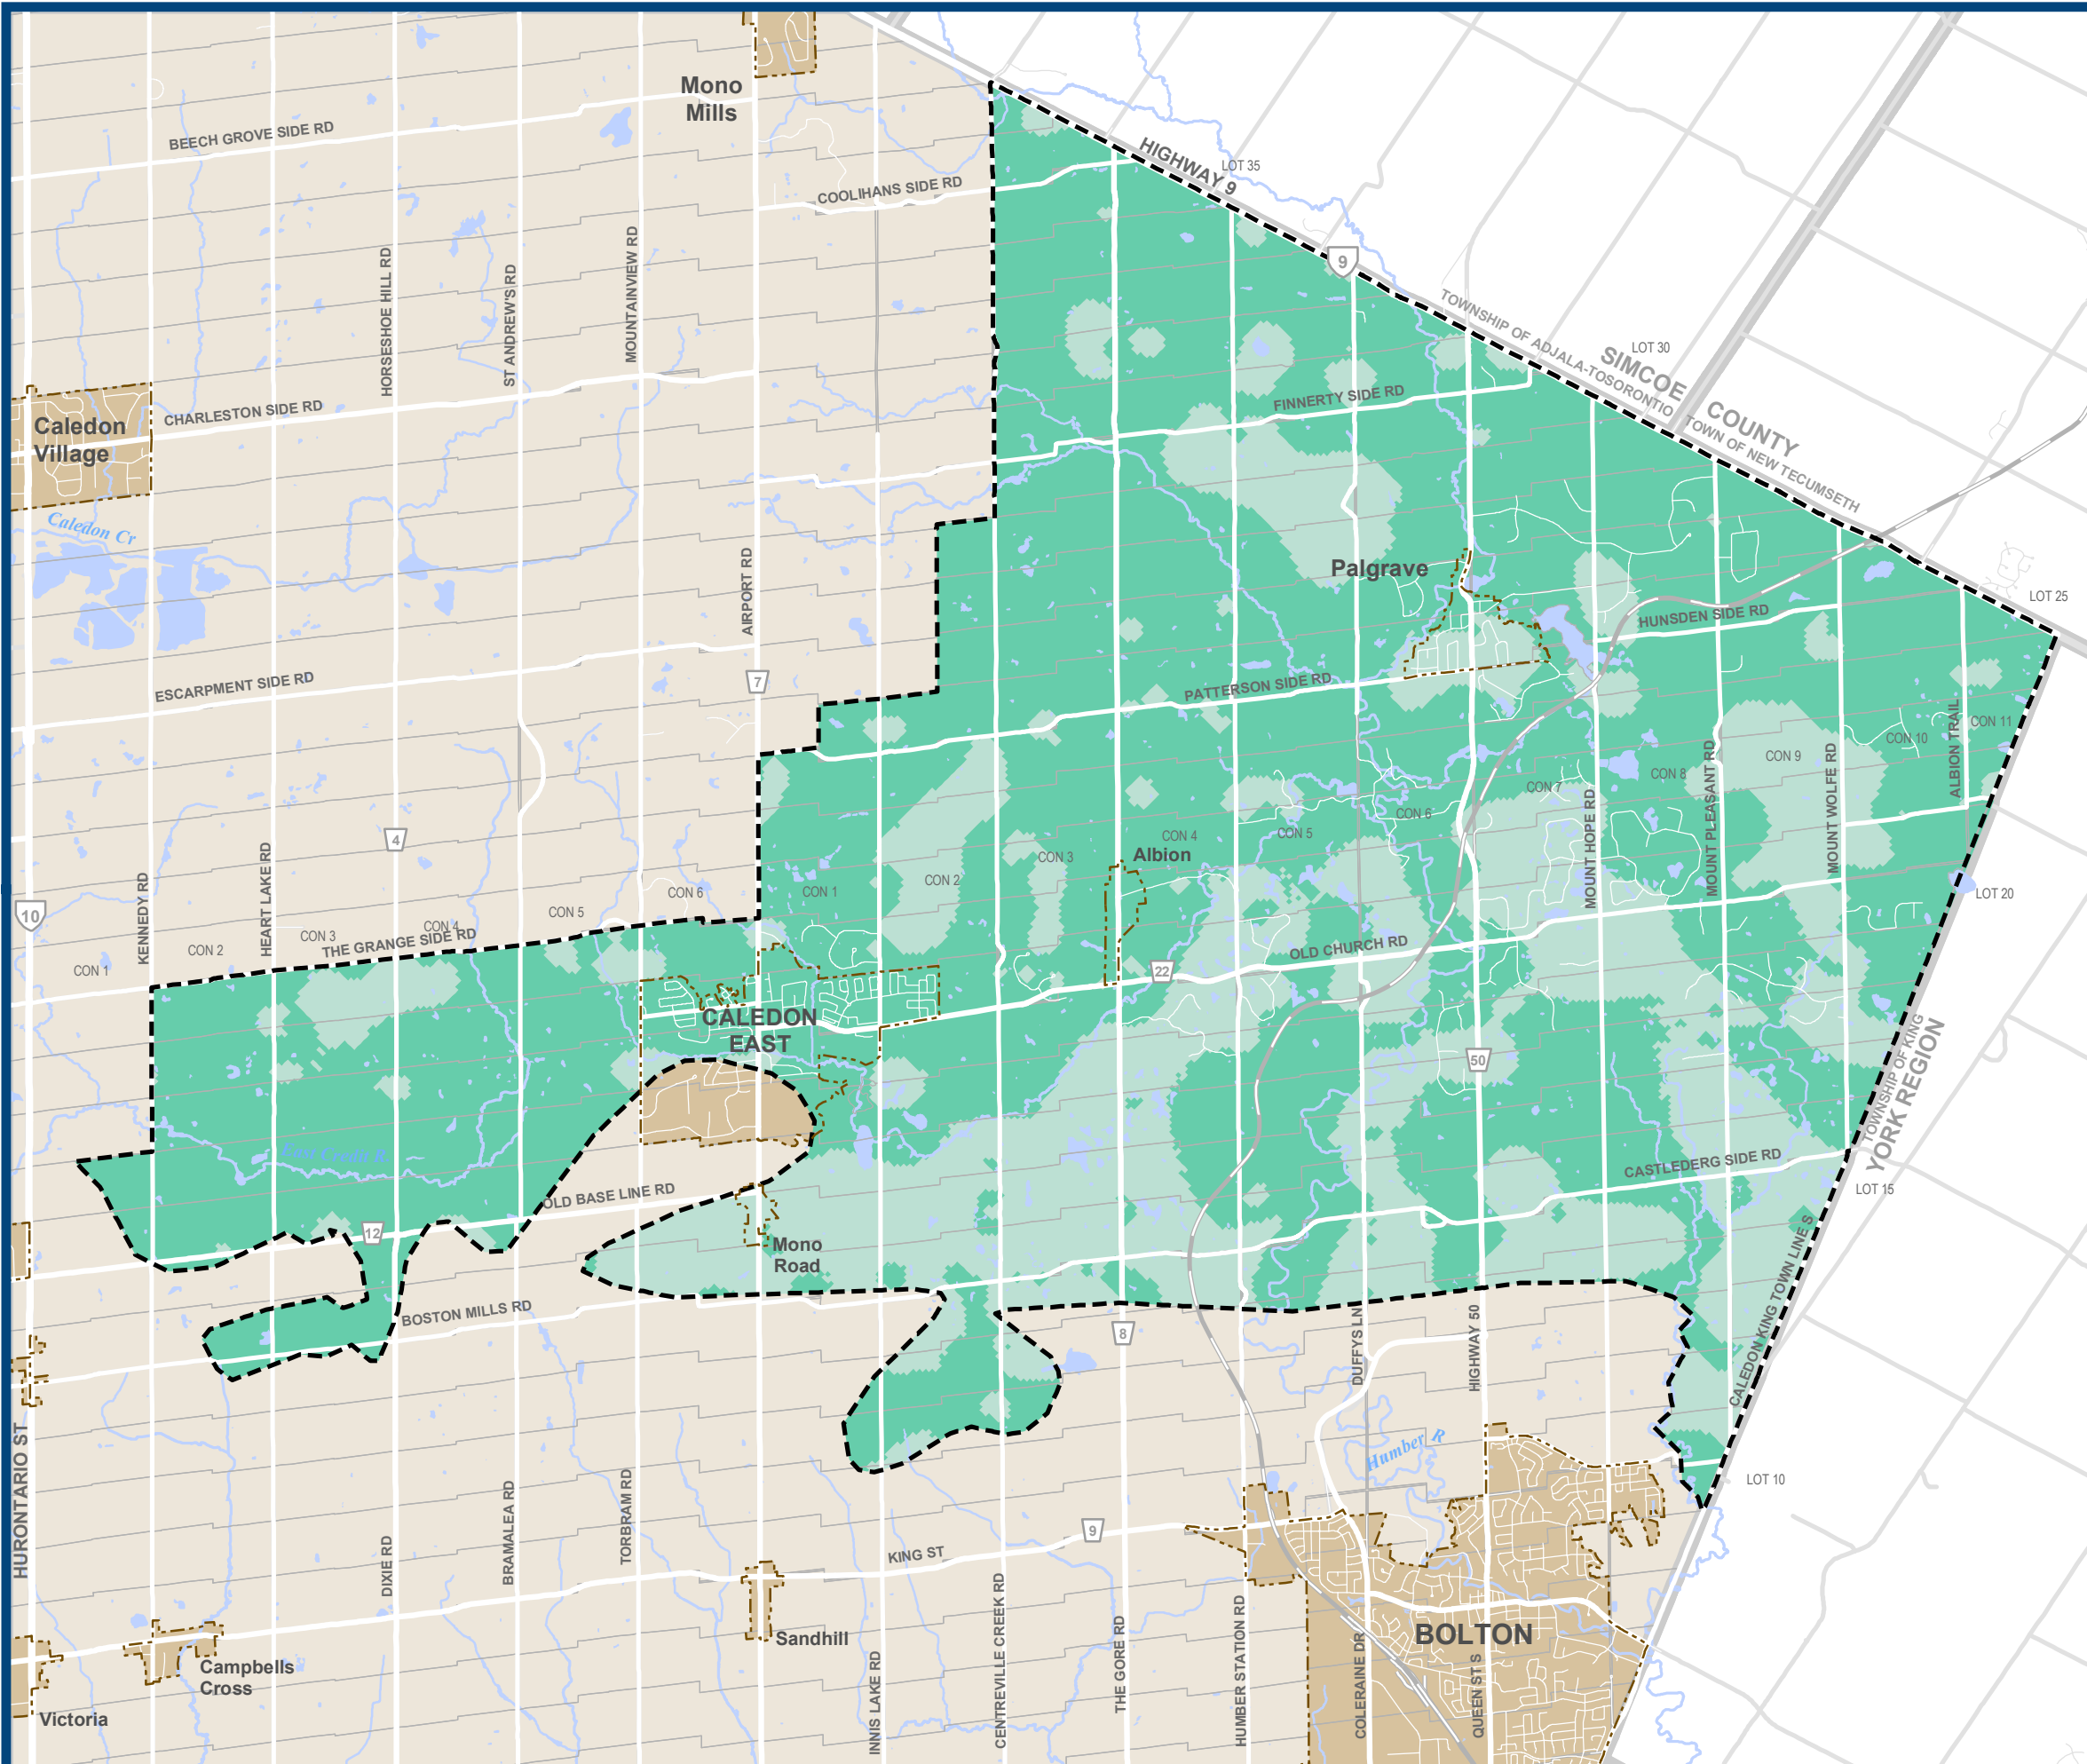 Mono
Mills
BEECH GROVE SIDE RD
HIGHWAY 9
LOT 35
COOLIHANS SIDE RD
9
HORSESHOE HILL RD
ST ANDREW'S RD
MOUNTAINVIEW RD
TOWNSHIP OF ADJALA-TOSORONTIO
SIMCOE COUNTY
LOT 30
TOWN OF NEW TECUMSETH
FINNERTY SIDE RD
CHARLESTON SIDE RD
Caledon
Village
Caledon Cr
Palgrave
AIRPORT RD
LOT 25
HUNSDEN SIDE RD
ESCARPMENT SIDE RD
7
PATTERSON SIDE RD
CON 11
CON 10
CON 9
CON 8
CON 7
CON 6
CON 5
CON 4
CON 3
CON 2
CON 1
ALBION TRAIL
MOUNT WOLFE RD
MOUNT PLEASANT RD
MOUNT HOPE RD
4
Albion
CON 6
CON 5
CON 4
CON 3
CON 2
CON 1
10
KENNEDY RD
HEART LAKE RD
THE GRANGE SIDE RD
LOT 20
OLD CHURCH RD
22
CALEDON
EAST
50
TOWNSHIP OF KING
YORK REGION
East Credit R
CASTLEDERG SIDE RD
LOT 15
OLD BASE LINE RD
12
Mono
Road
BOSTON MILLS RD
8
DUFFYS LN
HIGHWAY 50
CALEDON KING TOWN LINE S
HURONTARIO ST
Humber R
LOT 10
DIXIE RD
BRAMALEA RD
TORBRAM RD
9
KING ST
INNIS LAKE RD
CENTREVILLE CREEK RD
THE GORE RD
HUMBER STATION RD
COLERAINE DR
QUEEN ST S
BOLTON
Sandhill
Campbells
Cross
Victoria